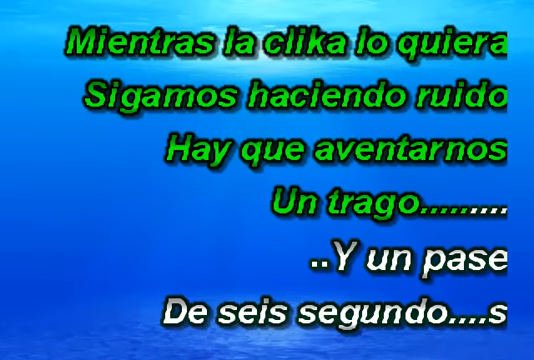 Mientras la clika lo quiera
Sigamos haciendo ruido
Hay que aventarnos
Un trago.........
..Y un pase
De seis segundo....s